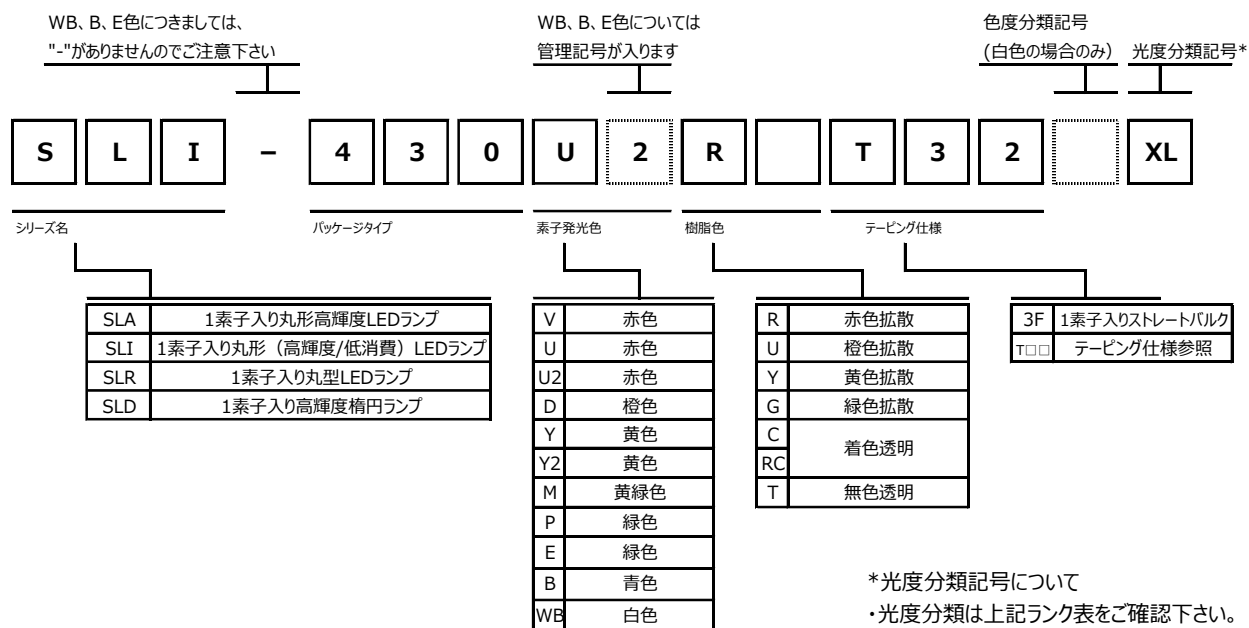 WB、B、E色につきましては、
"-"がありませんのでご注意下さい
WB、B、E色については
管理記号が入ります
色度分類記号
(白色の場合のみ)
光度分類記号*
S L I - 4 3 0 U 2 R T 3 2 XL
シリーズ名
パッケージタイプ
素子発光色
樹脂色
テーピング仕様
SLA 1素子入り丸形高輝度LEDランプ
SLI 1素子入り丸形（高輝度/低消費）LEDランプ
SLR 1素子入り丸型LEDランプ
SLD 1素子入り高輝度楕円ランプ
V 赤色
U 赤色
U2 赤色
D 橙色
Y 黄色
Y2 黄色
M 黄緑色
P 緑色
E 緑色
B 青色
WB 白色
R 赤色拡散
U 橙色拡散
Y 黄色拡散
G 緑色拡散
C 着色透明
RC
T 無色透明
3F 1素子入りストレートバルク
T□□ テーピング仕様参照
*光度分類記号について
・光度分類は上記ランク表をご確認下さい。